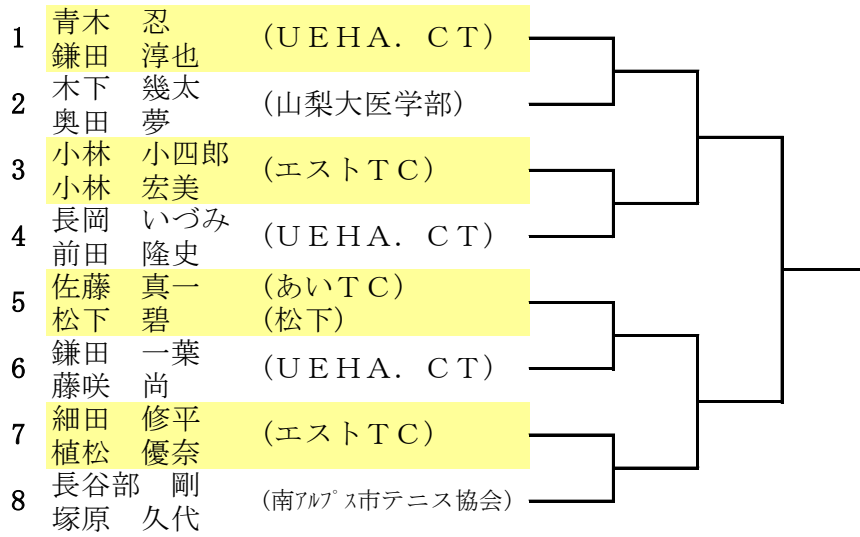 1 青木 忍 (ＵＥＨＡ．ＣＴ)
鎌田 淳也
2 木下 幾太 (山梨大医学部)
奥田 夢
3 小林 小四郎 (エストＴＣ)
小林 宏美
4 長岡 いづみ (ＵＥＨＡ．ＣＴ)
前田 隆史
5 佐藤 真一 (あいＴＣ)
松下 碧 (松下)
6 鎌田 一葉 (ＵＥＨＡ．ＣＴ)
藤咲 尚
7 細田 修平 (エストＴＣ)
植松 優奈
8 長谷部 剛 (南ｱﾙﾌﾟｽ市テニス協会)
塚原 久代